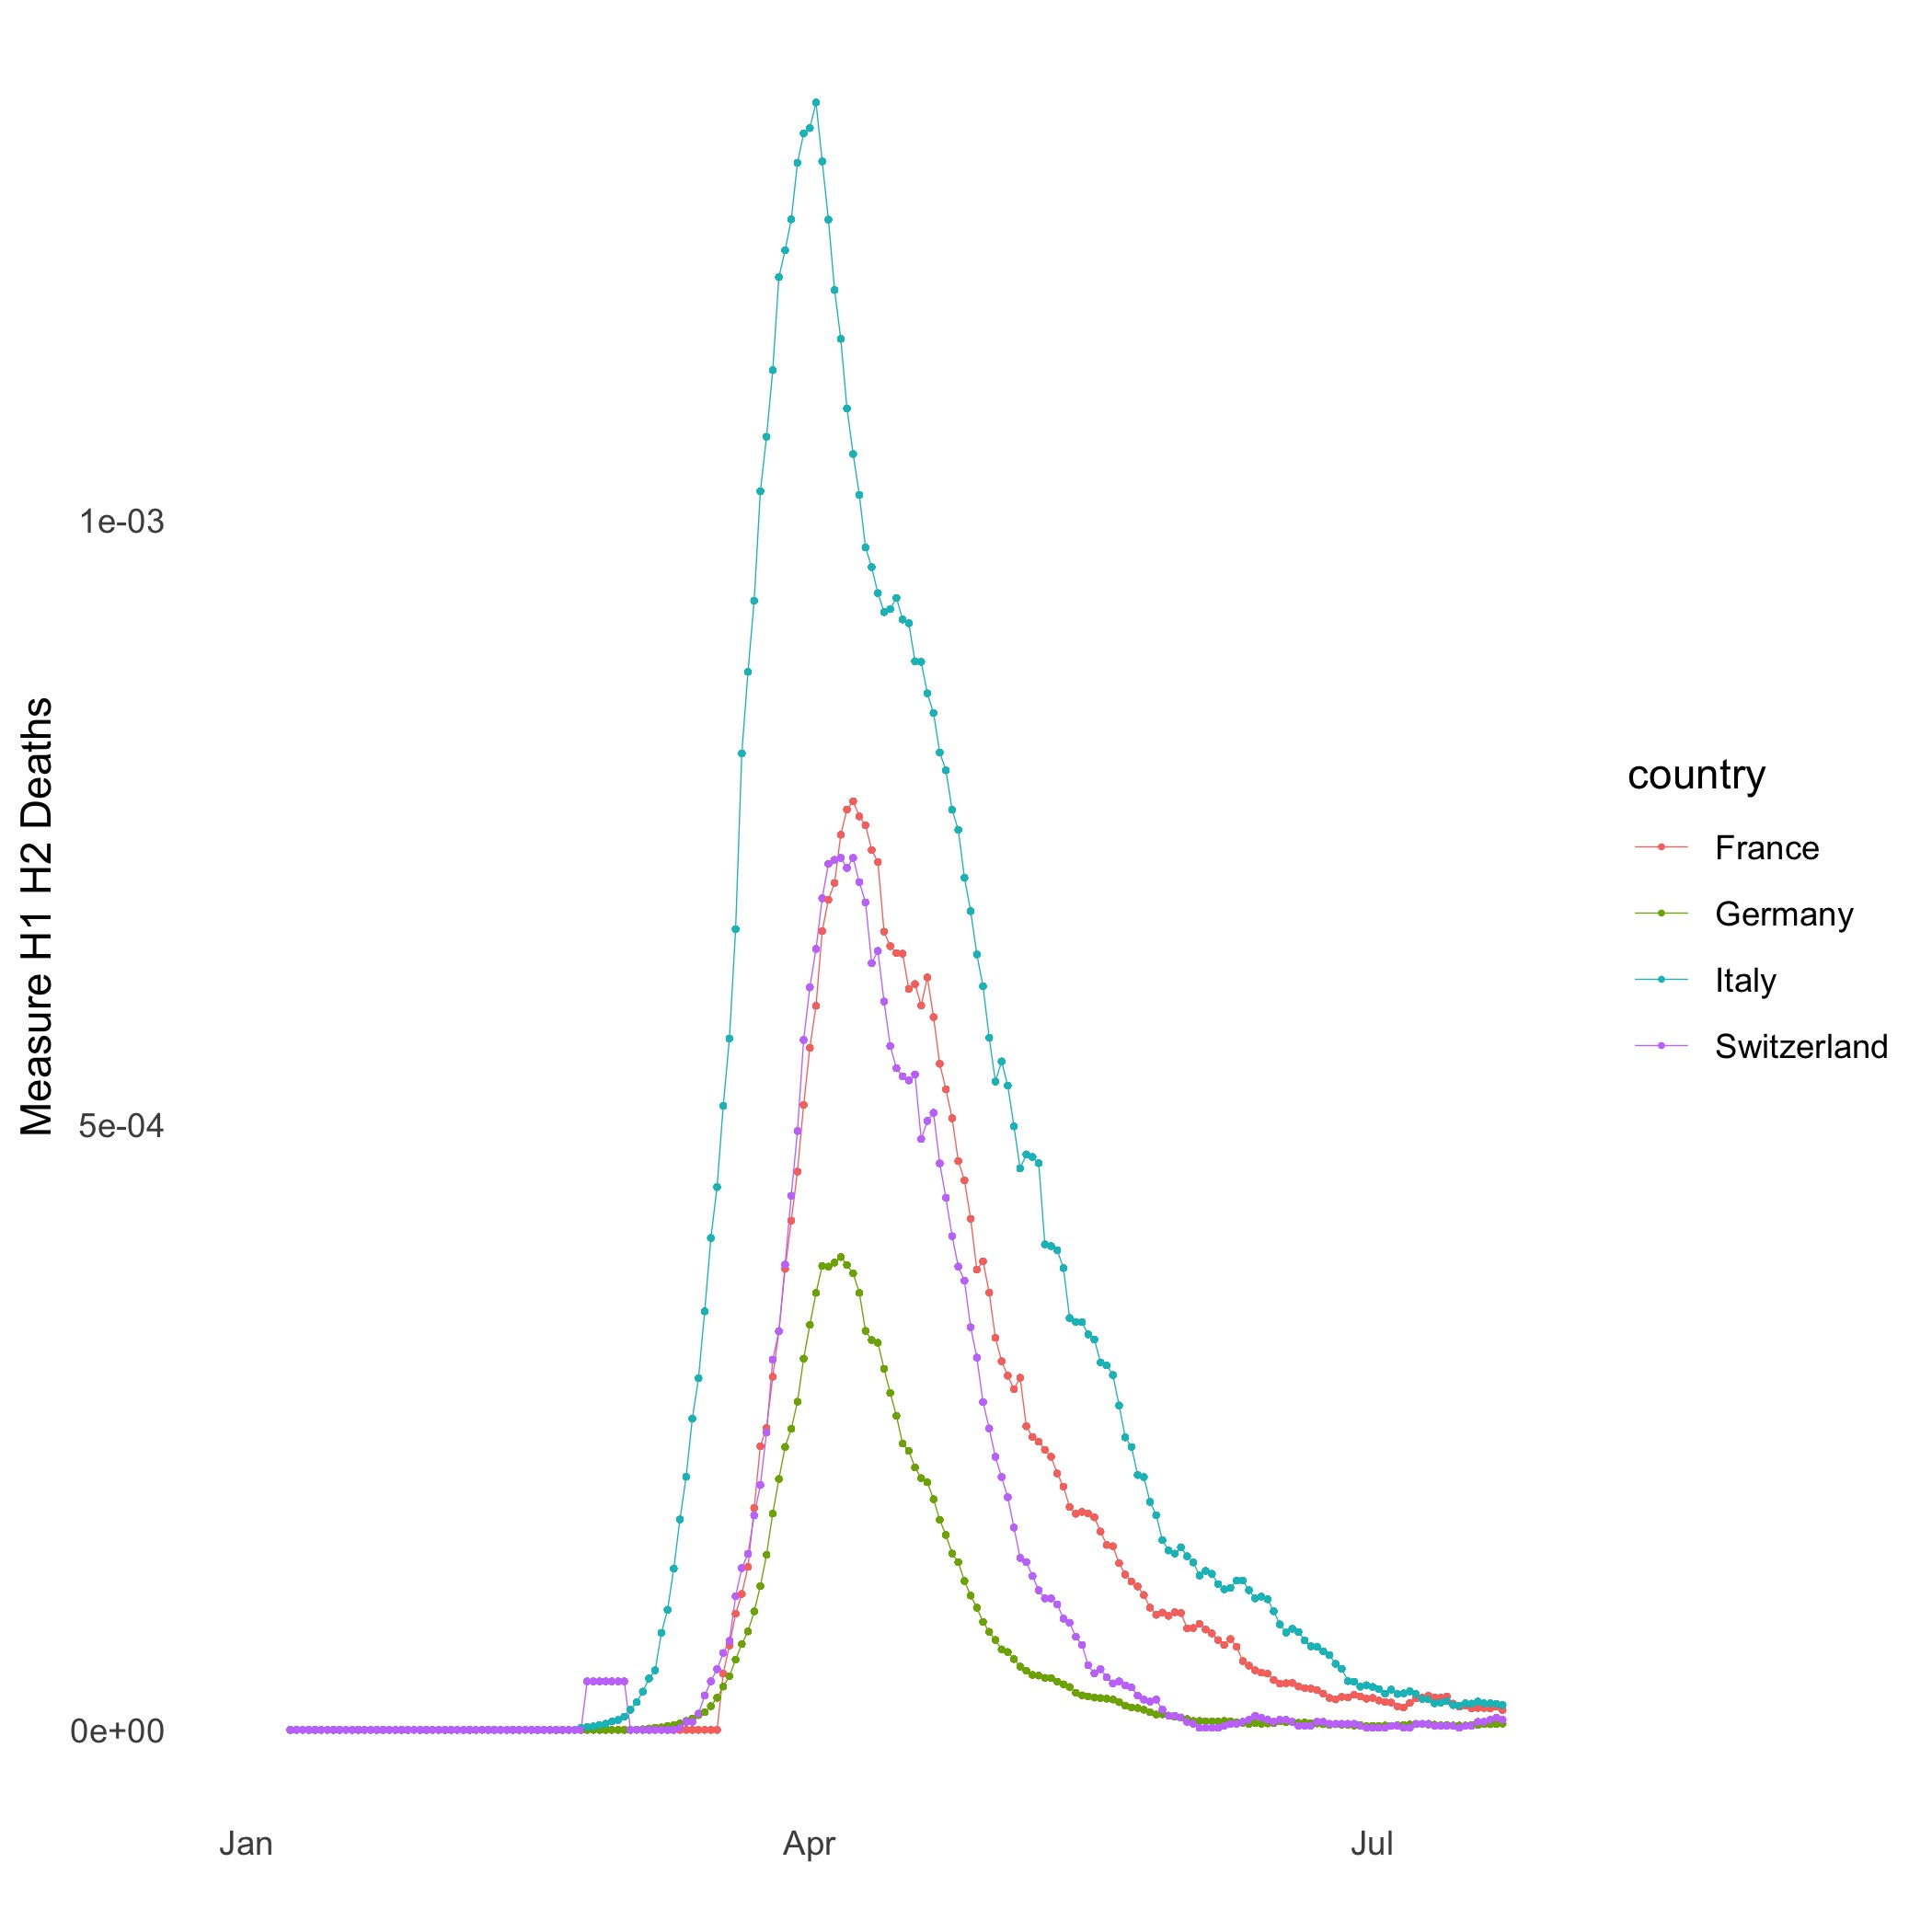 Measure H1 H2 Deaths
1e-03
5e-04
0e+00
Jan
Apr
Jul
country
France
Germany
Italy
Switzerland